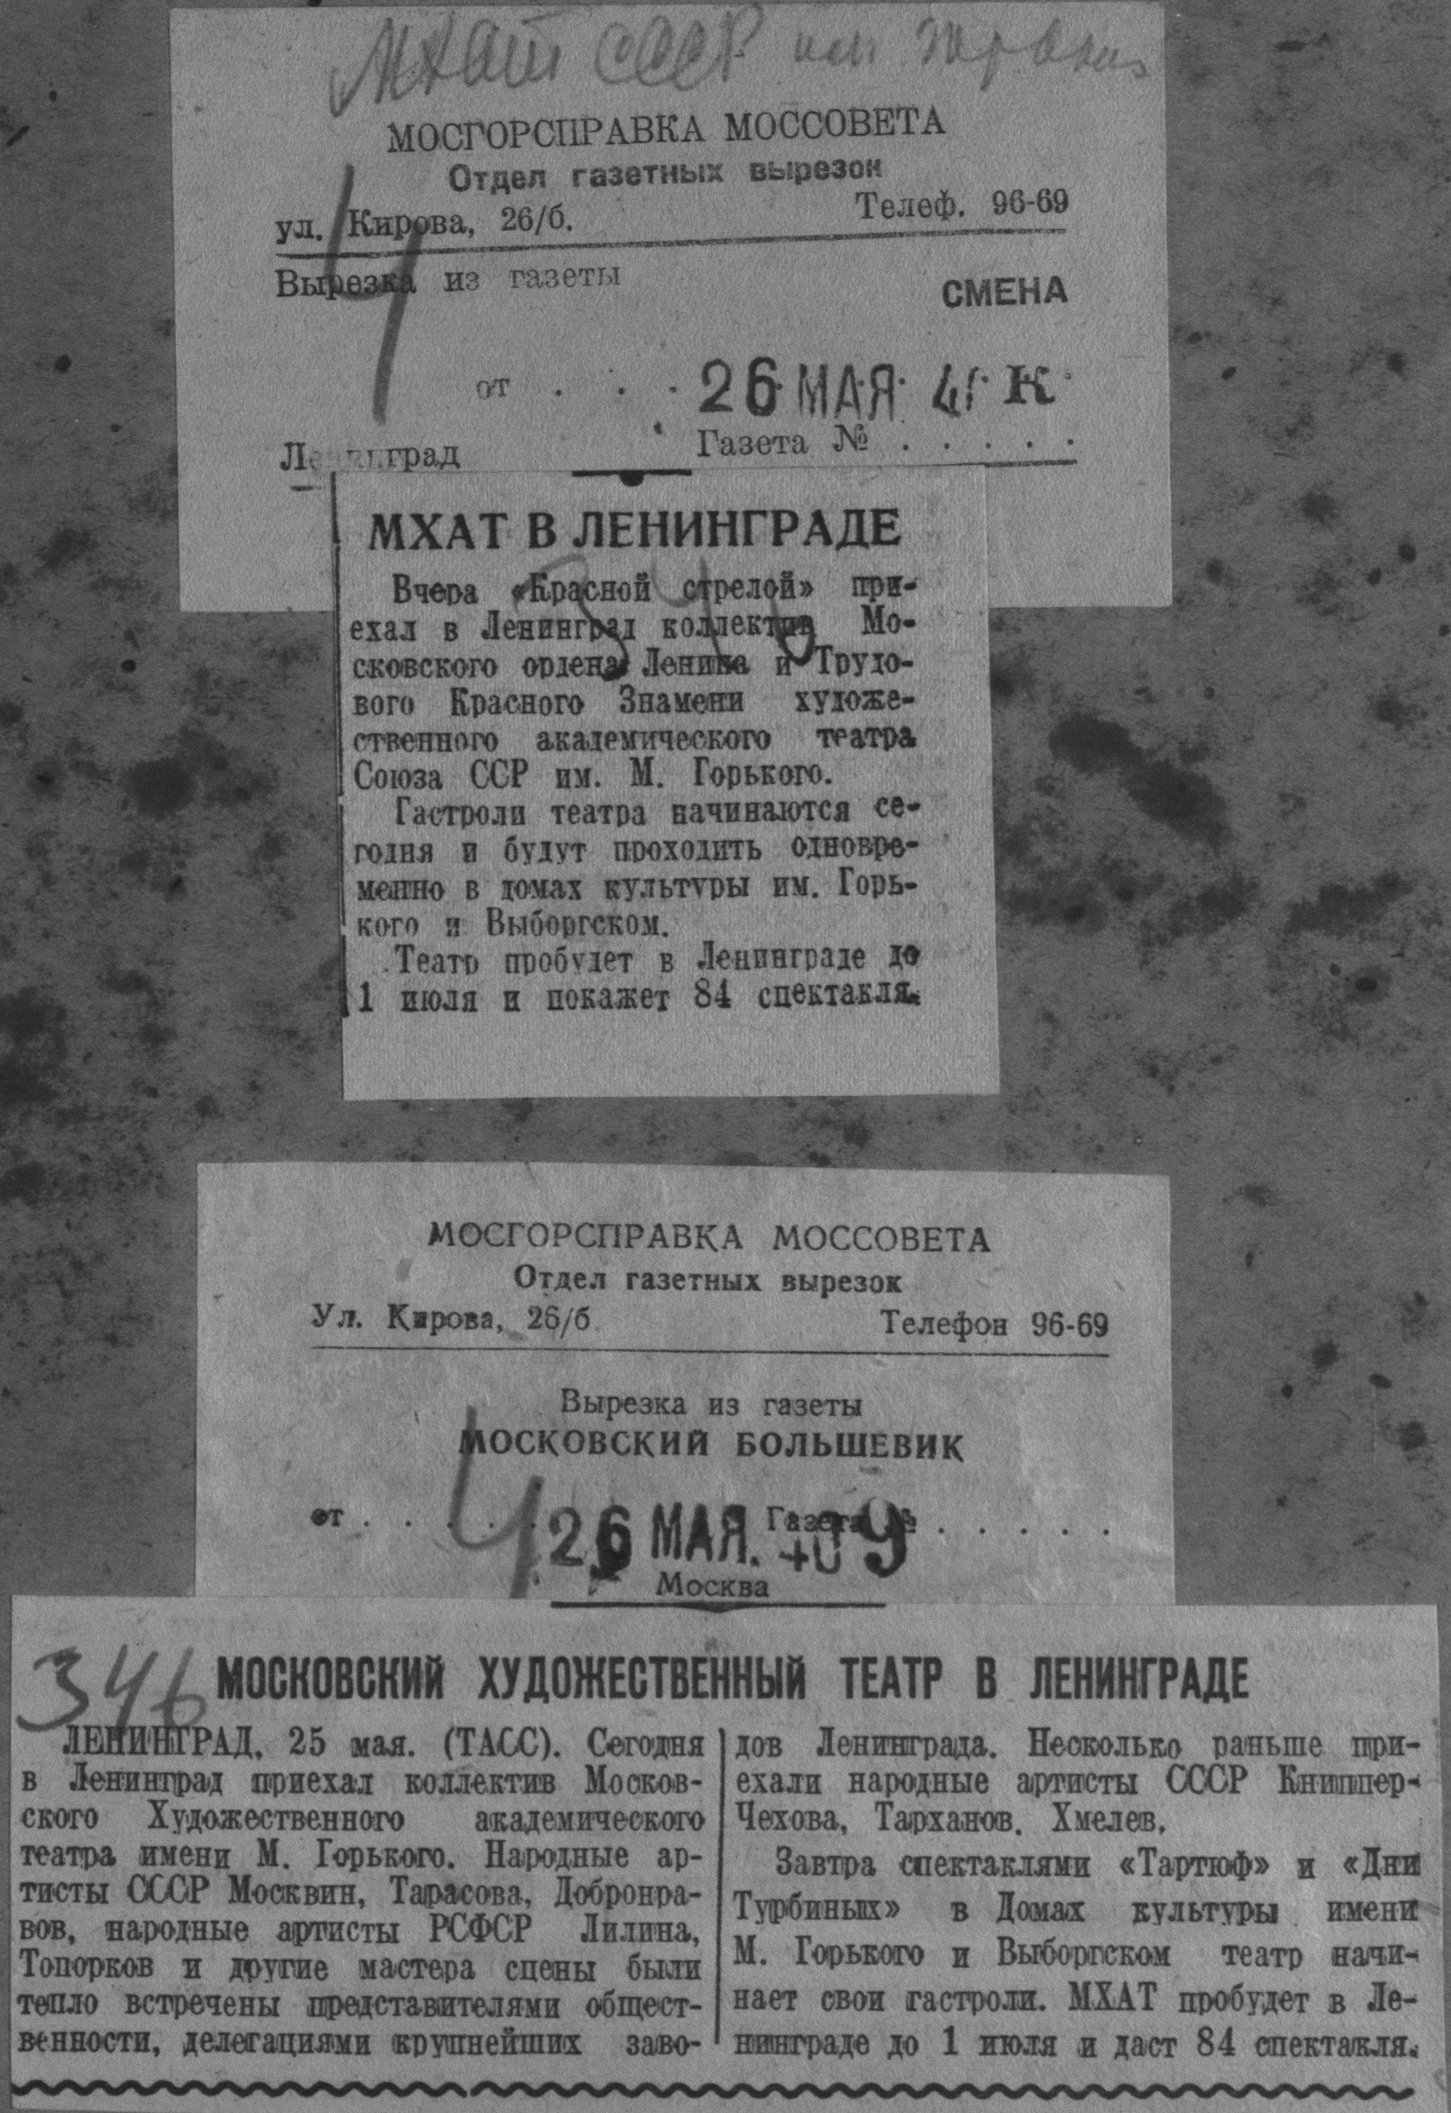 МХАТ СССР им. Горького
МОСГОРСПРАВКА МОССОВЕТА
Отдел газетных вырезок
ул. Кирова, 26/б. Телеф. 96-69
Вырезка из газеты
СМЕНА
4
от . . . 26 МАЯ 41 К
Ленинград Газета № . . . . .
МХАТ В ЛЕНИНГРАДЕ
346
Вчера «Красной стрелой» при-
ехал в Ленинград коллектив Мо-
сковского ордена Ленина и Трудо-
вого Красного Знамени художе-
ственного академического театра
Союза ССР им. М. Горького.
Гастроли театра начинаются се-
годня и будут проходить одновре-
менно в домах культуры им. Горь-
кого и Выборгском.
Театр пробудет в Ленинграде до
1 июля и покажет 84 спектакля.
МОСГОРСПРАВКА МОССОВЕТА
Отдел газетных вырезок
Ул. Кирова, 26/б Телефон 96-69
Вырезка из газеты
МОСКОВСКИЙ БОЛЬШЕВИК
4
от . . . . . 26 МАЯ. Газета № . . . . .
Москва
346
МОСКОВСКИЙ ХУДОЖЕСТВЕННЫЙ ТЕАТР В ЛЕНИНГРАДЕ
ЛЕНИНГРАД, 25 мая. (ТАСС). Сегодня
в Ленинград приехал коллектив Москов-
ского Художественного академического
театра имени М. Горького. Народные ар-
тисты СССР Москвин, Тарасова, Добронра-
вов, народные артисты РСФСР Лилина,
Топорков и другие мастера сцены были
тепло встречены представителями общест-
венности, делегациями крупнейших заво-
дов Ленинграда. Несколько раньше при-
ехали народные артисты СССР Книппер-
Чехова, Тарханов, Хмелев.
Завтра спектаклями «Тартюф» и «Дни
Турбиных» в Домах культуры имени
М. Горького и Выборгском театр начи-
нает свои гастроли. МХАТ пробудет в Ле-
нинграде до 1 июля и даст 84 спектакля.